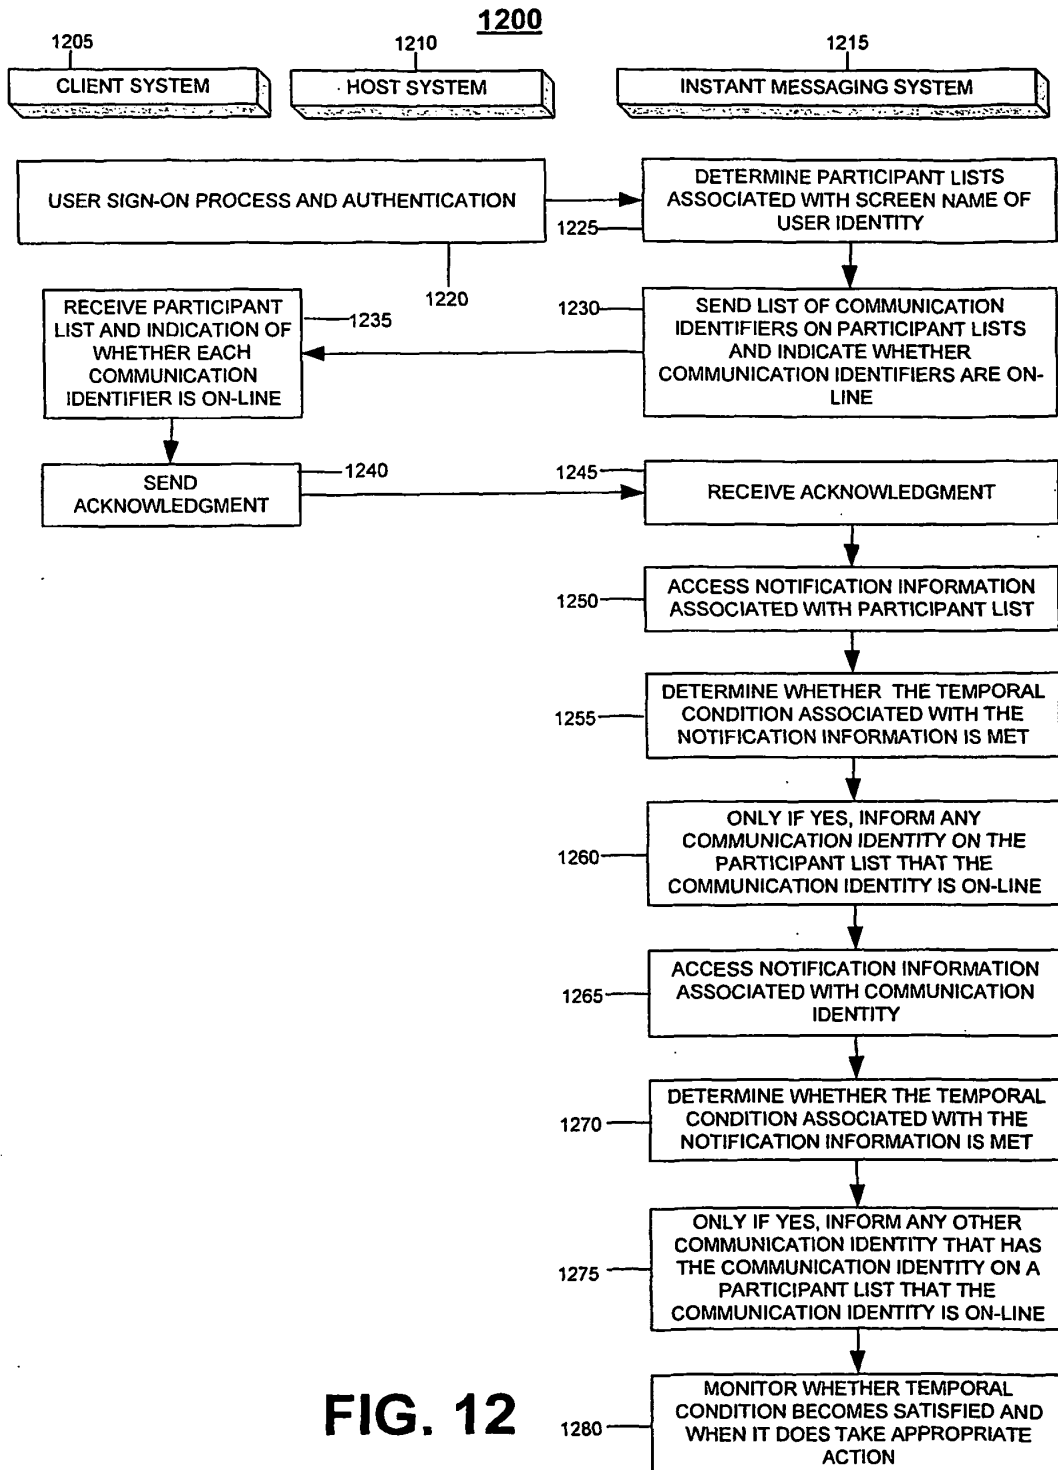 1200
1205
1210
1215
CLIENT SYSTEM
HOST SYSTEM
INSTANT MESSAGING SYSTEM
USER SIGN-ON PROCESS AND AUTHENTICATION
1220
DETERMINE PARTICIPANT LISTS
ASSOCIATED WITH SCREEN NAME OF
USER IDENTITY
1225
1230
SEND LIST OF COMMUNICATION
IDENTIFIERS ON PARTICIPANT LISTS
AND INDICATE WHETHER
COMMUNICATION IDENTIFIERS ARE ON-
LINE
RECEIVE PARTICIPANT
LIST AND INDICATION OF
WHETHER EACH
COMMUNICATION
IDENTIFIER IS ON-LINE
1235
SEND
ACKNOWLEDGMENT
1240
1245
RECEIVE ACKNOWLEDGMENT
1250
ACCESS NOTIFICATION INFORMATION
ASSOCIATED WITH PARTICIPANT LIST
1255
DETERMINE WHETHER THE TEMPORAL
CONDITION ASSOCIATED WITH THE
NOTIFICATION INFORMATION IS MET
1260
ONLY IF YES, INFORM ANY
COMMUNICATION IDENTITY ON THE
PARTICIPANT LIST THAT THE
COMMUNICATION IDENTITY IS ON-LINE
1265
ACCESS NOTIFICATION INFORMATION
ASSOCIATED WITH COMMUNICATION
IDENTITY
1270
DETERMINE WHETHER THE TEMPORAL
CONDITION ASSOCIATED WITH THE
NOTIFICATION INFORMATION IS MET
1275
ONLY IF YES, INFORM ANY OTHER
COMMUNICATION IDENTITY THAT HAS
THE COMMUNICATION IDENTITY ON A
PARTICIPANT LIST THAT THE
COMMUNICATION IDENTITY IS ON-LINE
1280
MONITOR WHETHER TEMPORAL
CONDITION BECOMES SATISFIED AND
WHEN IT DOES TAKE APPROPRIATE
ACTION
FIG. 12